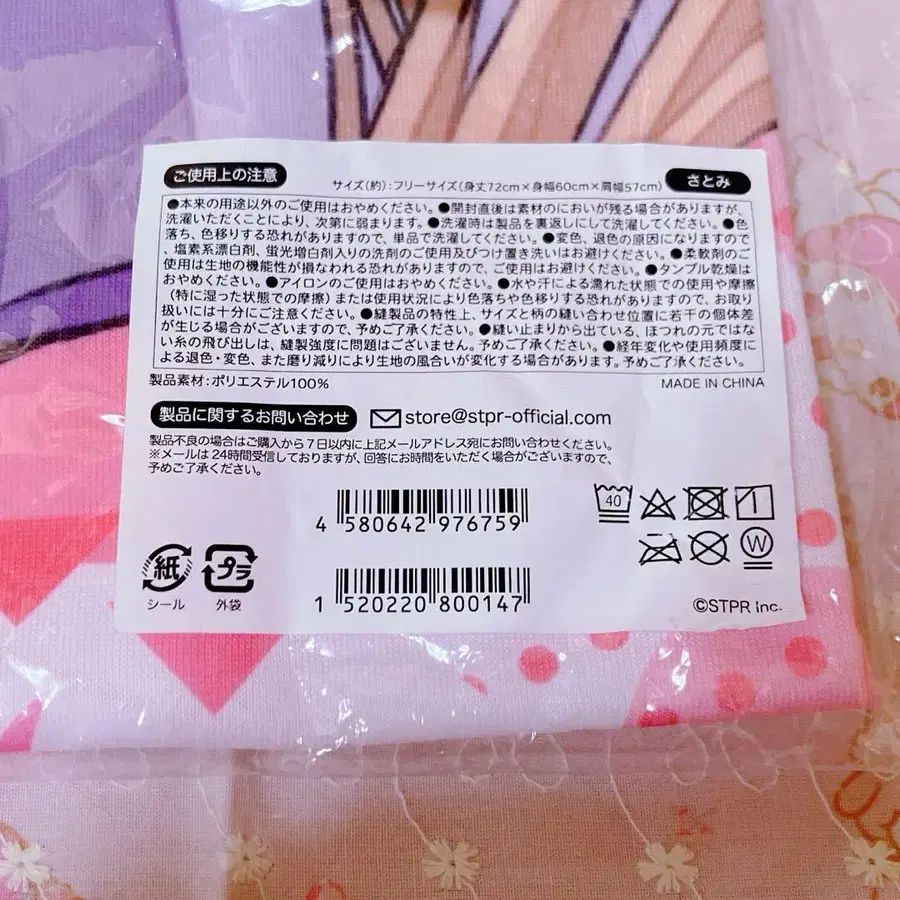 ご使用上の注意
サイズ(約):フリーサイズ(身丈72cm×身幅60cm×肩幅57cm)
さとみ
●本来の用途以外のご使用はおやめください。●開封直後は素材のにおいが残る場合がありますが、
洗濯いただくことにより、次第に弱まります。●洗濯時は製品を裏返しにして洗濯してください。●色
落ち、色移りする恐れがありますので、単品で洗濯してください。●変色、退色の原因になりますので
、塩素系漂白剤、蛍光増白剤入りの洗剤のご使用及びつけ置き洗いはお避けください。●柔軟剤のご
使用は生地の機能性が損なわれる恐れがありますので、ご使用はお避けください。●タンブル乾燥は
おやめください。●アイロンのご使用はおやめください。●水や汗による濡れた状態での使用や摩擦
(特に湿った状態での摩擦)または使用状況により色落ちや色移りする恐れがありますので、お取り
扱いには十分にご注意ください。●縫製品の特性上、サイズと柄の縫い合わせ位置に若干の個体差
が生じる場合がございますので、予めご了承ください。●縫い止まりから出ている、ほつれの元ではな
い糸の飛び出しは、縫製強度に問題はございません。予めご了承ください。●経年変化や使用頻度に
よる退色・変色、また磨り減りにより生地の風合いが変化する場合があります。予めご了承ください。
製品素材:ポリエステル100%
MADE IN CHINA
製品に関するお問い合わせ
store@stpr-official.com
製品不良の場合はご購入から7日以内に上記メールアドレス宛にお問い合わせください。
※メールは24時間受信しておりますが、回答にお時間をいただく場合がございますので、
予めご了承ください。
4 580642 976759
40
W
紙
シール
プラ
外袋
1 520220 800147
©STPR Inc.